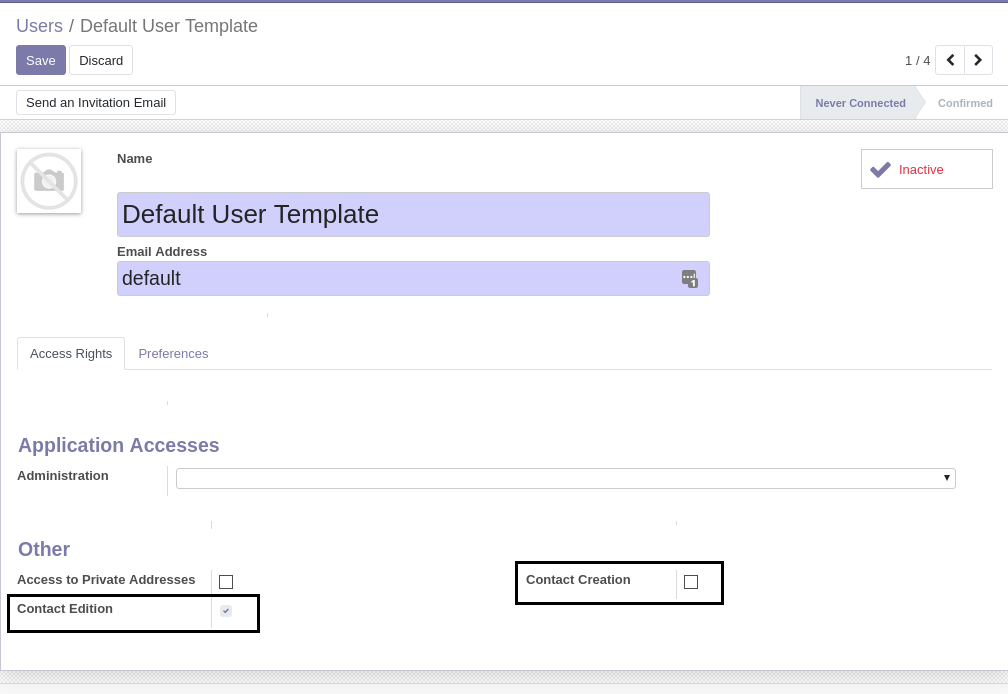 Users / Default User Template
Save Discard 1 / 4
Send an Invitation Email Never Connected Confirmed
Name
Inactive
Default User Template
Email Address
default
1
Access Rights Preferences
Application Accesses
Administration
Other
Access to Private Addresses Contact Creation
Contact Edition